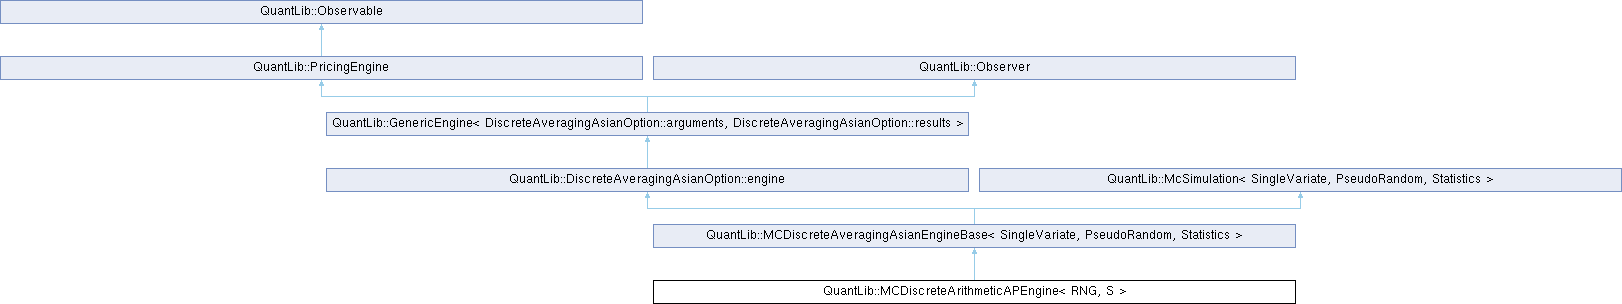 QuantLib::Observable
QuantLib::PricingEngine
QuantLib::Observer
QuantLib::GenericEngine< DiscreteAveragingAsianOption::arguments, DiscreteAveragingAsianOption::results >
QuantLib::DiscreteAveragingAsianOption::engine
QuantLib::McSimulation< SingleVariate, PseudoRandom, Statistics >
QuantLib::MCDiscreteAveragingAsianEngineBase< SingleVariate, PseudoRandom, Statistics >
QuantLib::MCDiscreteArithmeticAPEngine< RNG, S >